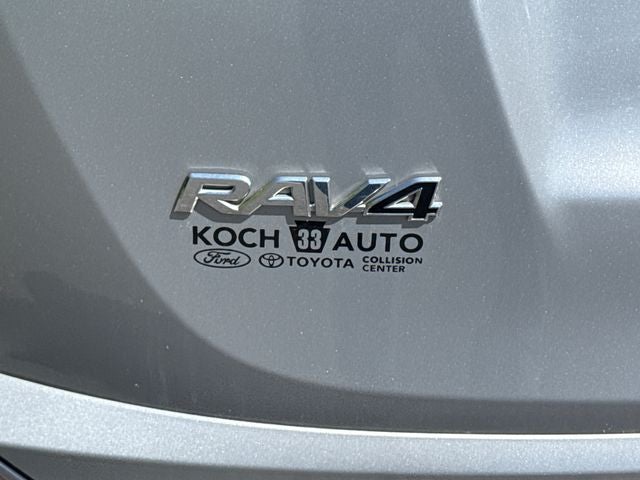 RAV4
KOCH 33 AUTO
Ford TOYOTA COLLISION
CENTER